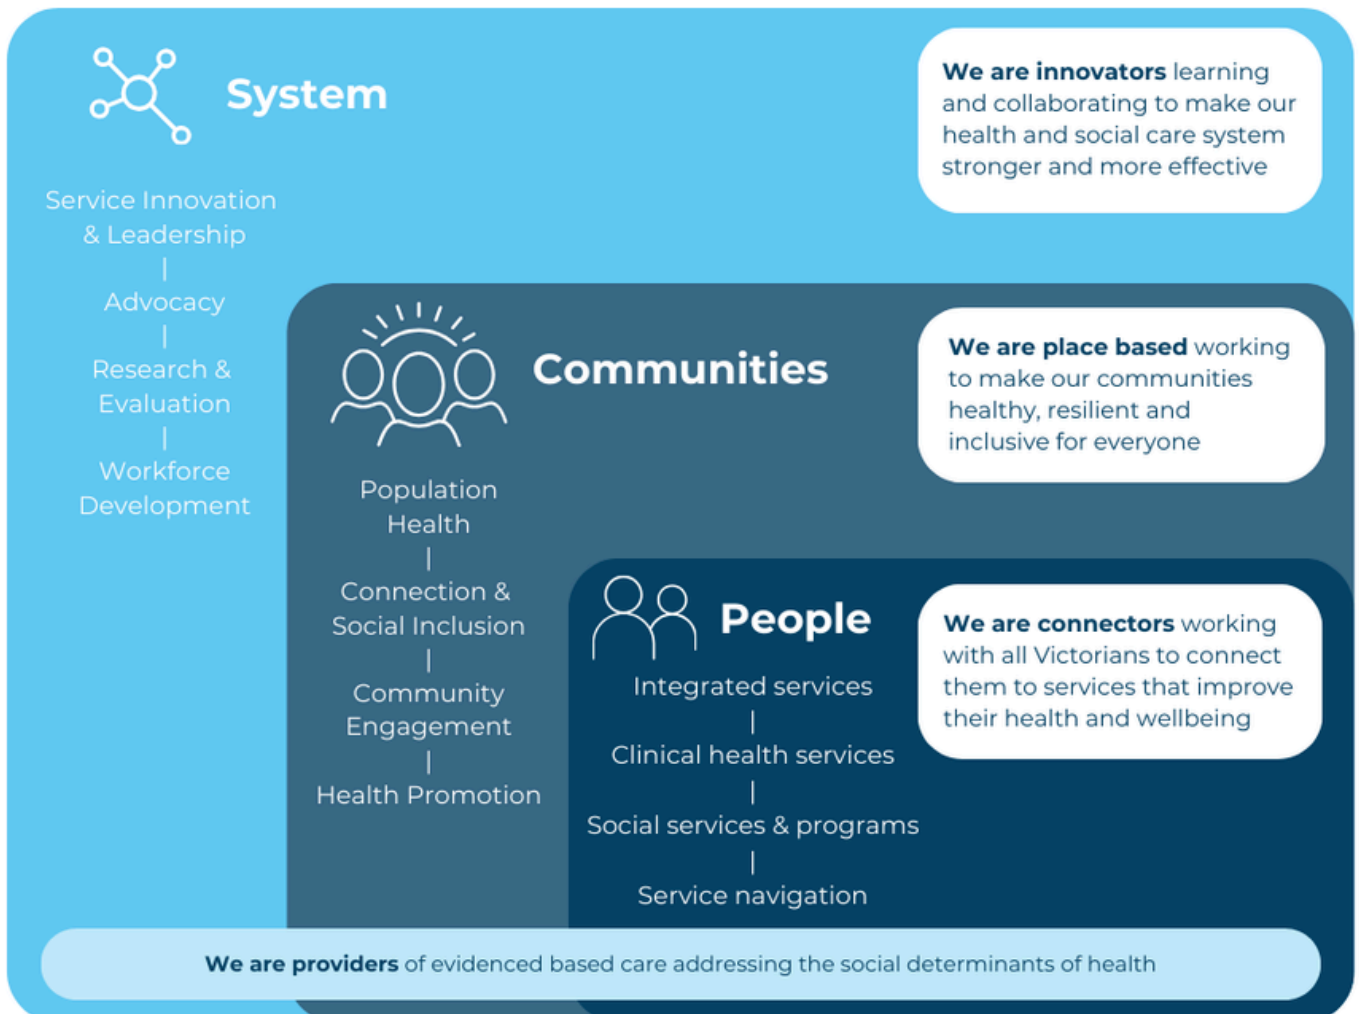 System
We are innovators learning
and collaborating to make our
health and social care system
stronger and more effective
Service Innovation
& Leadership
|
Advocacy
|
Research &
Evaluation
|
Workforce
Development
Communities
We are place based working
to make our communities
healthy, resilient and
inclusive for everyone
Population
Health
|
Connection &
Social Inclusion
|
Community
Engagement
|
Health Promotion
People
We are connectors working
with all Victorians to connect
them to services that improve
their health and wellbeing
Integrated services
|
Clinical health services
|
Social services & programs
|
Service navigation
We are providers of evidenced based care addressing the social determinants of health